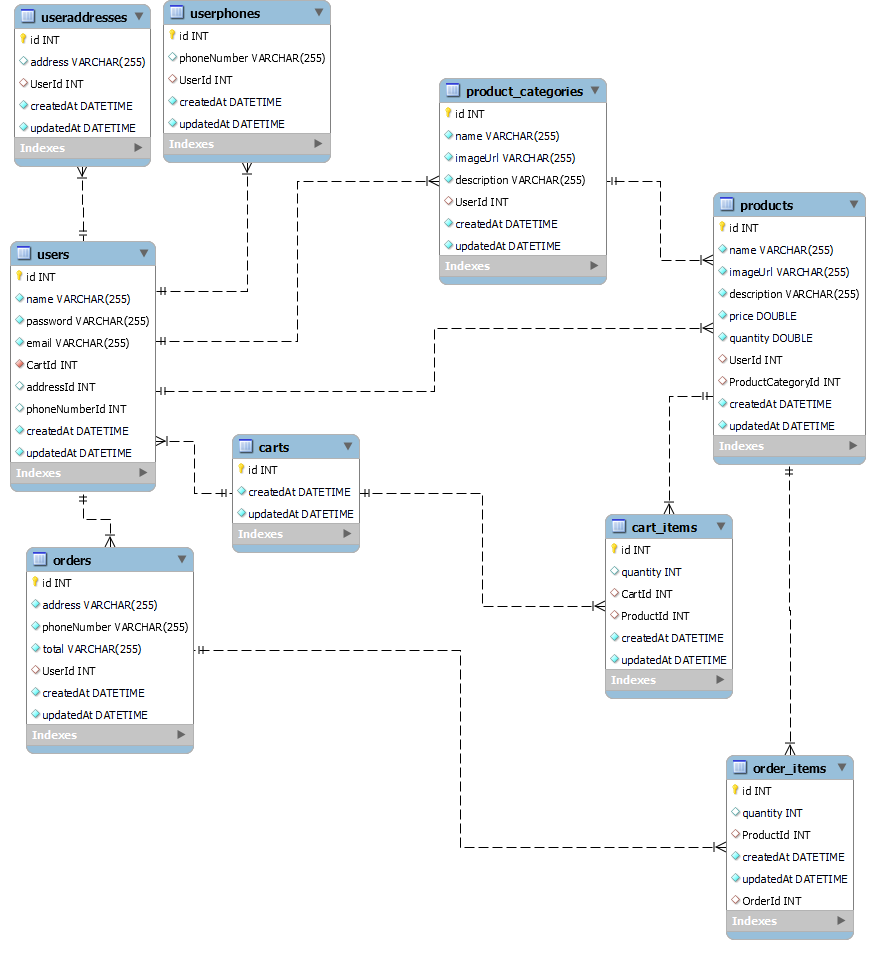 useraddresses
id INT
address VARCHAR(255)
UserId INT
createdAt DATETIME
updatedAt DATETIME
Indexes
userphones
id INT
phoneNumber VARCHAR(255)
UserId INT
createdAt DATETIME
updatedAt DATETIME
Indexes
product_categories
id INT
name VARCHAR(255)
imageUrl VARCHAR(255)
description VARCHAR(255)
UserId INT
createdAt DATETIME
updatedAt DATETIME
Indexes
products
id INT
name VARCHAR(255)
imageUrl VARCHAR(255)
description VARCHAR(255)
price DOUBLE
quantity DOUBLE
UserId INT
ProductCategoryId INT
createdAt DATETIME
updatedAt DATETIME
Indexes
users
id INT
name VARCHAR(255)
password VARCHAR(255)
email VARCHAR(255)
CartId INT
addressId INT
phoneNumberId INT
createdAt DATETIME
updatedAt DATETIME
Indexes
carts
id INT
createdAt DATETIME
updatedAt DATETIME
Indexes
cart_items
id INT
quantity INT
CartId INT
ProductId INT
createdAt DATETIME
updatedAt DATETIME
Indexes
orders
id INT
address VARCHAR(255)
phoneNumber VARCHAR(255)
total VARCHAR(255)
UserId INT
createdAt DATETIME
updatedAt DATETIME
Indexes
order_items
id INT
quantity INT
ProductId INT
createdAt DATETIME
updatedAt DATETIME
OrderId INT
Indexes